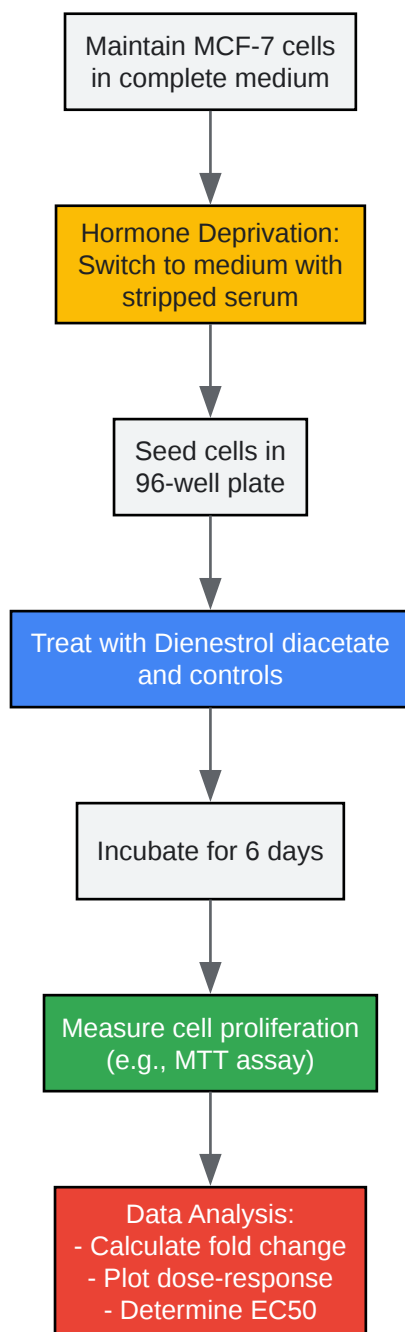 Maintain MCF-7 cells
in complete medium
Hormone Deprivation:
Switch to medium with
stripped serum
Seed cells in
96-well plate
Treat with Dienestrol diacetate
and controls
Incubate for 6 days
Measure cell proliferation
(e.g., MTT assay)
Data Analysis:
- Calculate fold change
- Plot dose-response
- Determine EC50